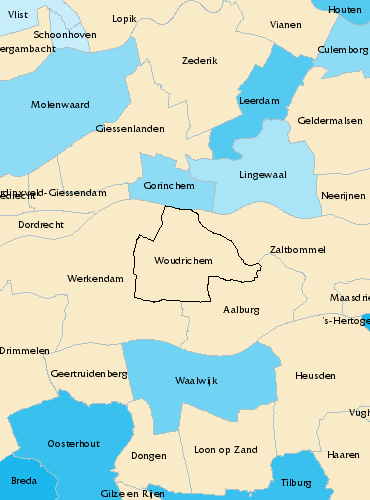 Houten
Vlist
Lopik
Vianen
Schoonhoven
ergambacht
Culemborg
Zederik
Molenwaard
Leerdam
Giessenlanden
Geldermalsen
Lingewaal
Gorinchem
rdinxveld-Giessendam
Neerijnen
Dordrecht
Zaltbommel
Woudrichem
Werkendam
Maasdrie
Aalburg
's-Hertoge
Drimmelen
Geertruidenberg
Waalwijk
Heusden
Vugh
Oosterhout
Dongen
Loon op Zand
Haaren
Breda
Gilze en Rijen
Tilburg